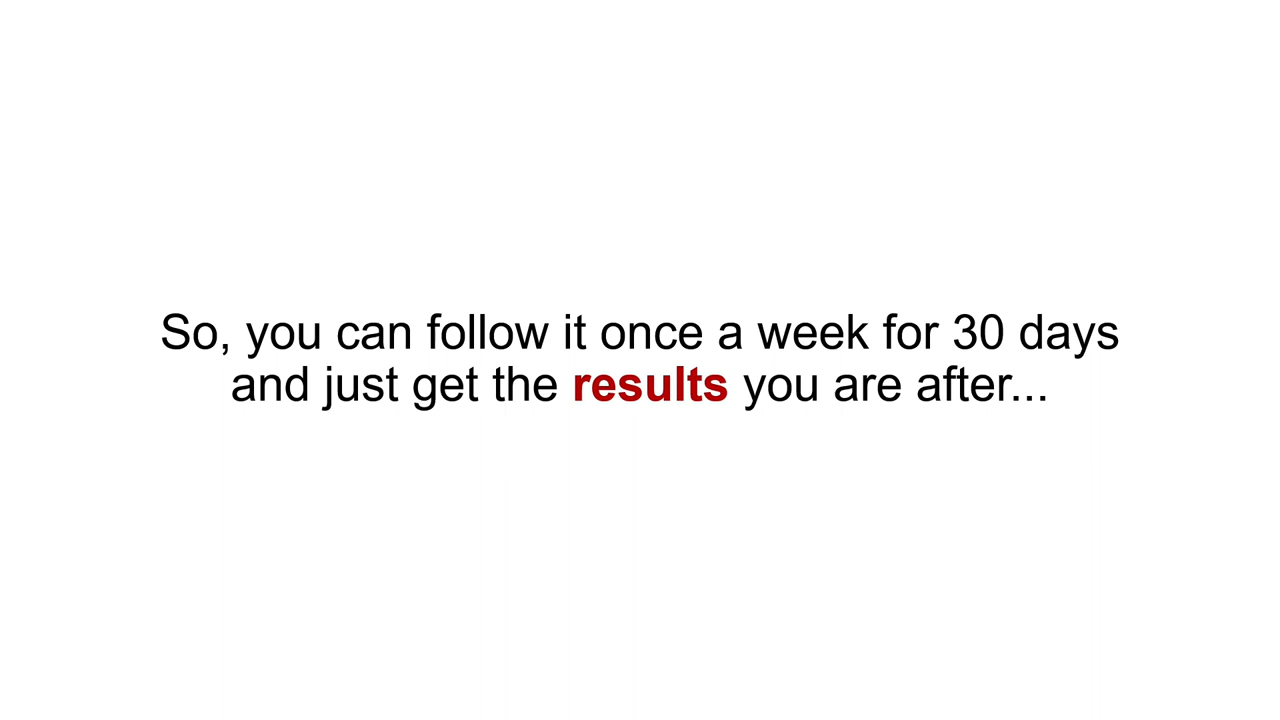 So, you can follow it once a week for 30 days
and just get the results you are after...